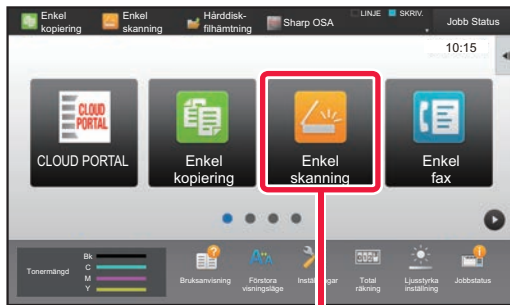 Enkel kopiering
Enkel skanning
Hårddisk-
filhämtning
Sharp OSA
LINJE
SKRIV.
Jobb Status
10:15
CLOUD PORTAL
CLOUD PORTAL
Enkel
kopiering
Enkel
skanning
Enkel
fax
Tonermängd
Bk
C
M
Y
Bruksanvisning
Förstora
visningsläge
Total
räkning
Ljusstyrka
inställning
Jobbstatus